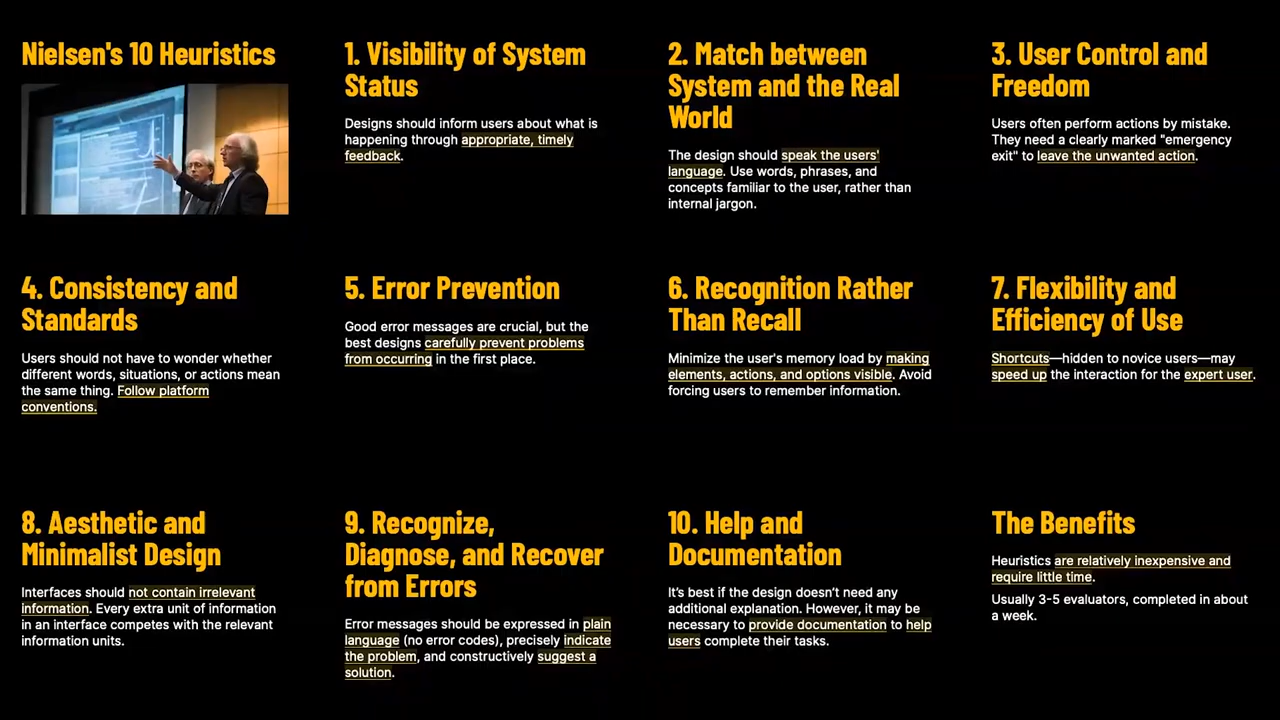 Nielsen's 10 Heuristics
1. Visibility of System
Status
Designs should inform users about what is
happening through appropriate, timely
feedback.
2. Match between
System and the Real
World
The design should speak the users'
language. Use words, phrases, and
concepts familiar to the user, rather than
internal jargon.
3. User Control and
Freedom
Users often perform actions by mistake.
They need a clearly marked "emergency
exit" to leave the unwanted action.
4. Consistency and
Standards
Users should not have to wonder whether
different words, situations, or actions mean
the same thing. Follow platform
conventions.
5. Error Prevention
Good error messages are crucial, but the
best designs carefully prevent problems
from occurring in the first place.
6. Recognition Rather
Than Recall
Minimize the user's memory load by making
elements, actions, and options visible. Avoid
forcing users to remember information.
7. Flexibility and
Efficiency of Use
Shortcuts—hidden to novice users—may
speed up the interaction for the expert user.
8. Aesthetic and
Minimalist Design
Interfaces should not contain irrelevant
information. Every extra unit of information
in an interface competes with the relevant
information units.
9. Recognize,
Diagnose, and Recover
from Errors
Error messages should be expressed in plain
language (no error codes), precisely indicate
the problem, and constructively suggest a
solution.
10. Help and
Documentation
It's best if the design doesn't need any
additional explanation. However, it may be
necessary to provide documentation to help
users complete their tasks.
The Benefits
Heuristics are relatively inexpensive and
require little time.
Usually 3-5 evaluators, completed in about
a week.